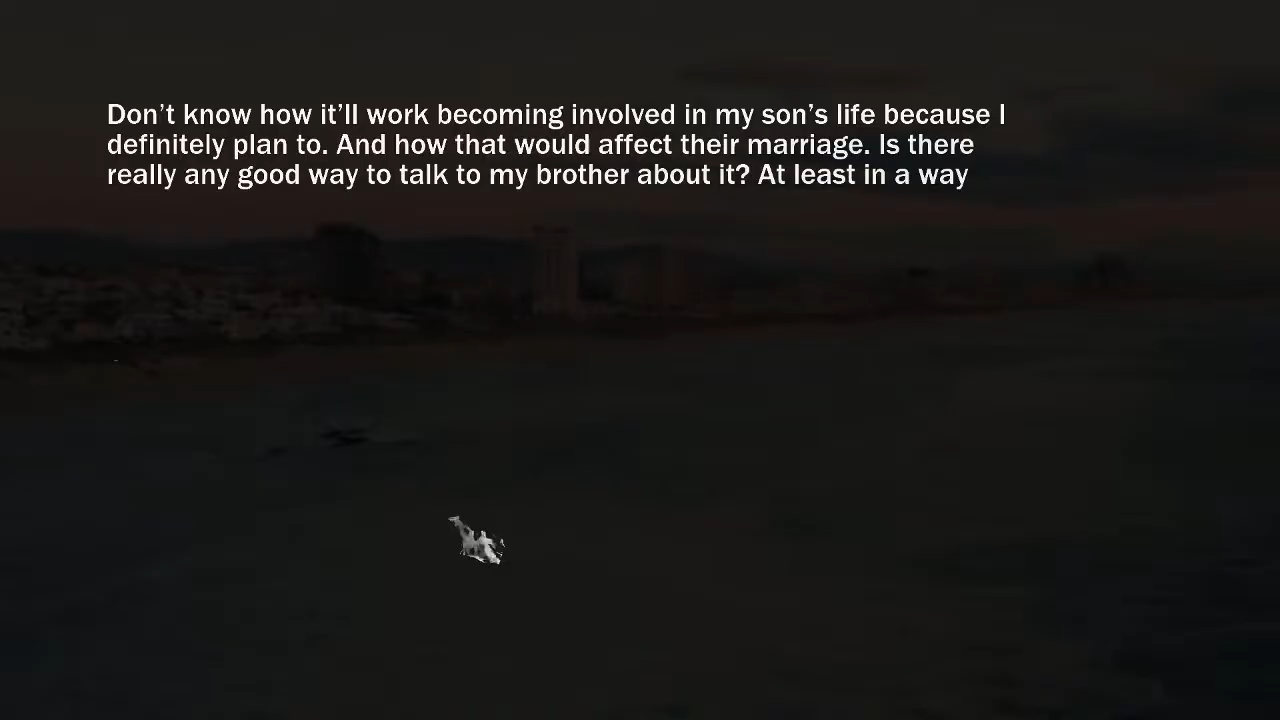 Don’t know how it’ll work becoming involved in my son’s life because I
definitely plan to. And how that would affect their marriage. Is there
really any good way to talk to my brother about it? At least in a way